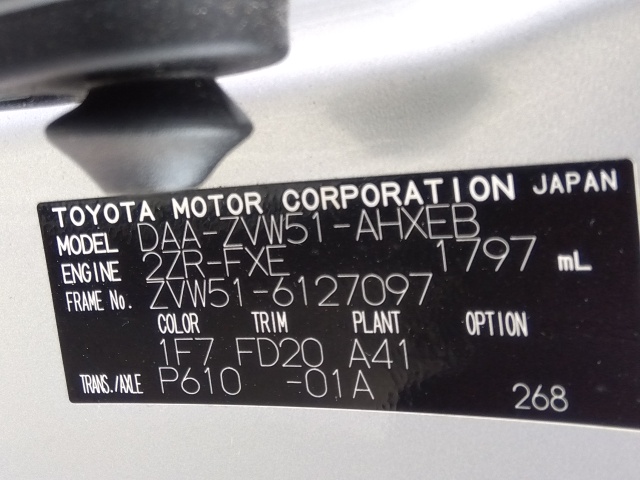 TOYOTA MOTOR CORPORATION JAPAN
MODEL DAA-ZVW51-AHXEB
ENGINE 2ZR-FXE 1797 mL
FRAME No. ZVW51-6127097
COLOR TRIM PLANT OPTION
1F7 FD20 A41
TRANS./AXLE P610 -01A
268